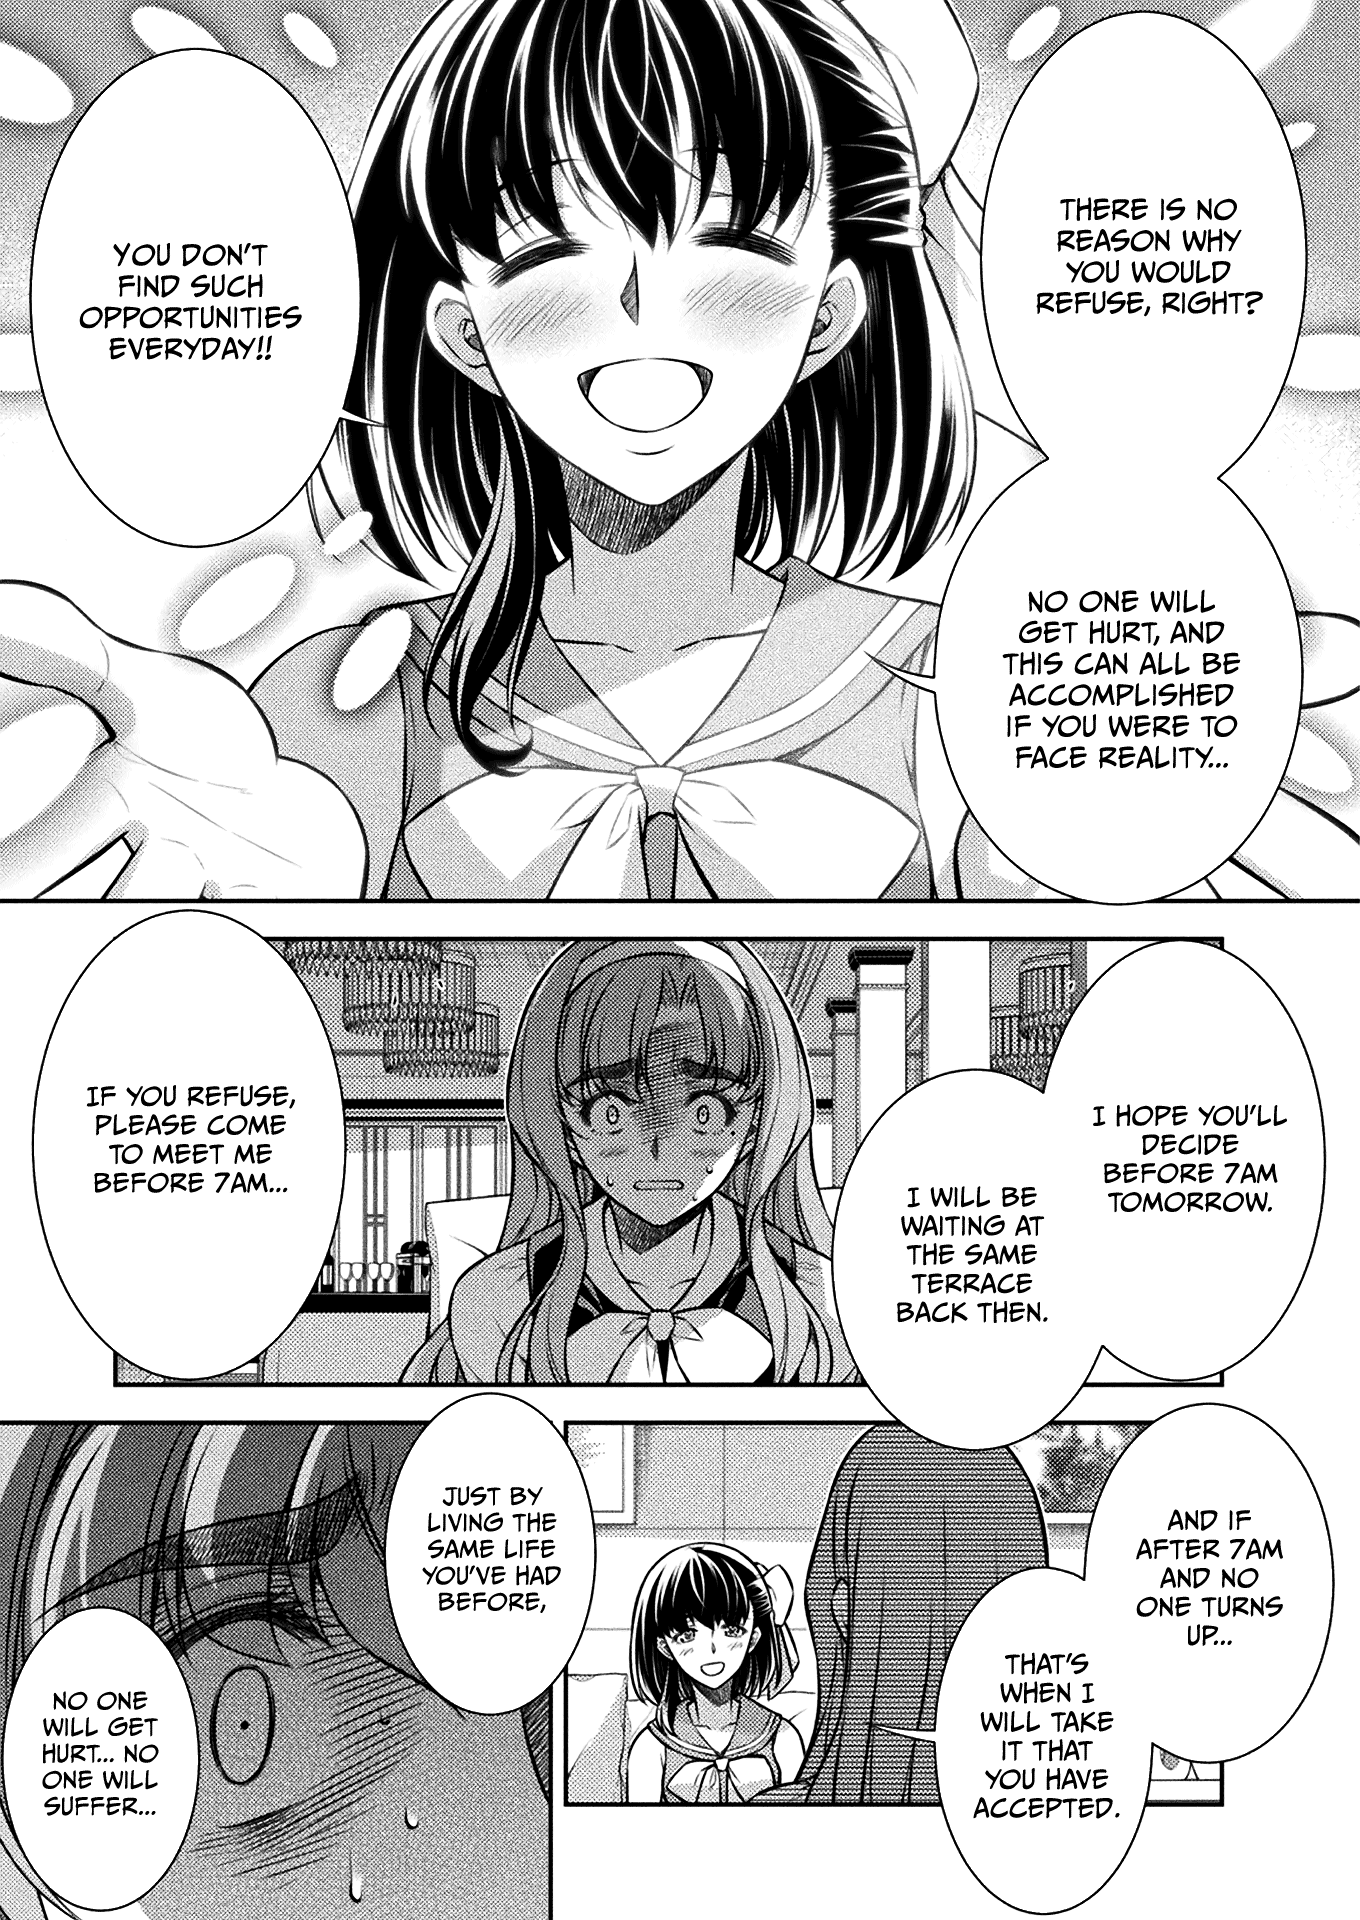 THERE IS NO
REASON WHY
YOU WOULD
REFUSE, RIGHT?
NO ONE WILL
GET HURT, AND
THIS CAN ALL BE
ACCOMPLISHED
IF YOU WERE TO
FACE REALITY...
YOU DON'T
FIND SUCH
OPPORTUNITIES
EVERYDAY!!
I HOPE YOU'LL
DECIDE
BEFORE 7AM
TOMORROW.
I WILL BE
WAITING AT
THE SAME
TERRACE
BACK THEN.
IF YOU REFUSE,
PLEASE COME
TO MEET ME
BEFORE 7AM...
AND IF
AFTER 7AM
AND NO
ONE TURNS
UP...
THAT'S
WHEN I
WILL TAKE
IT THAT
YOU HAVE
ACCEPTED.
JUST BY
LIVING THE
SAME LIFE
YOU'VE HAD
BEFORE,
NO ONE
WILL GET
HURT... NO
ONE WILL
SUFFER...